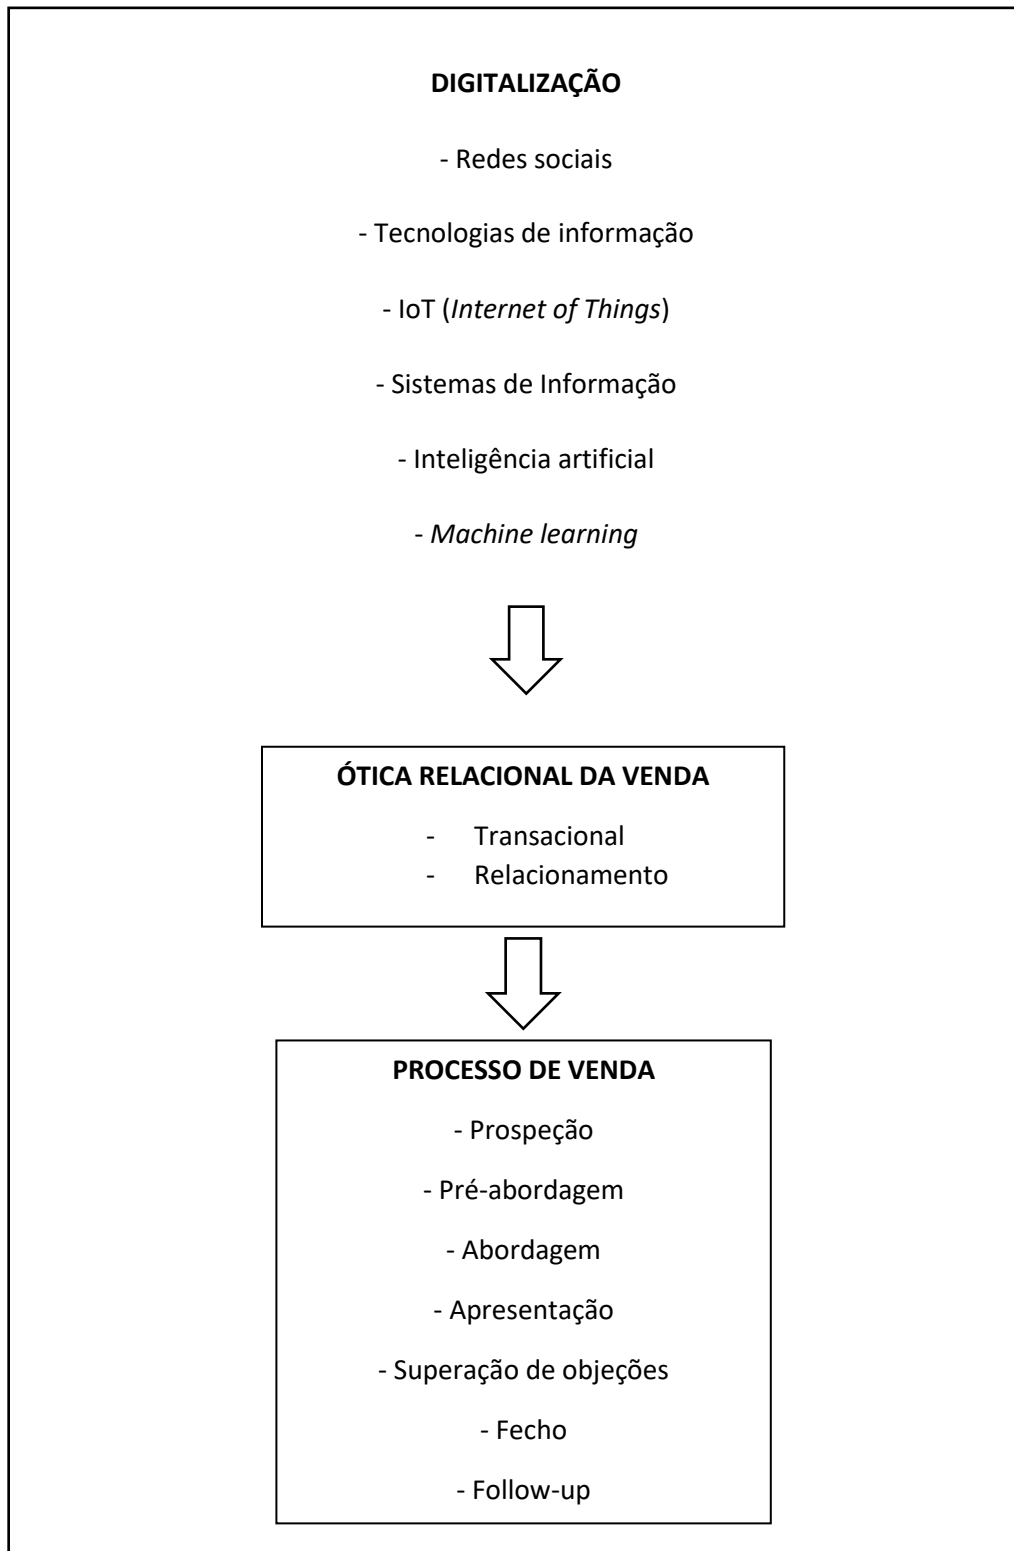 DIGITALIZAÇÃO
- Redes sociais
- Tecnologias de informação
- IoT (Internet of Things)
- Sistemas de Informação
- Inteligência artificial
- Machine learning
ÓTICA RELACIONAL DA VENDA
- Transacional
- Relacionamento
PROCESSO DE VENDA
- Prospeção
- Pré-abordagem
- Abordagem
- Apresentação
- Superação de objeções
- Fecho
- Follow-up